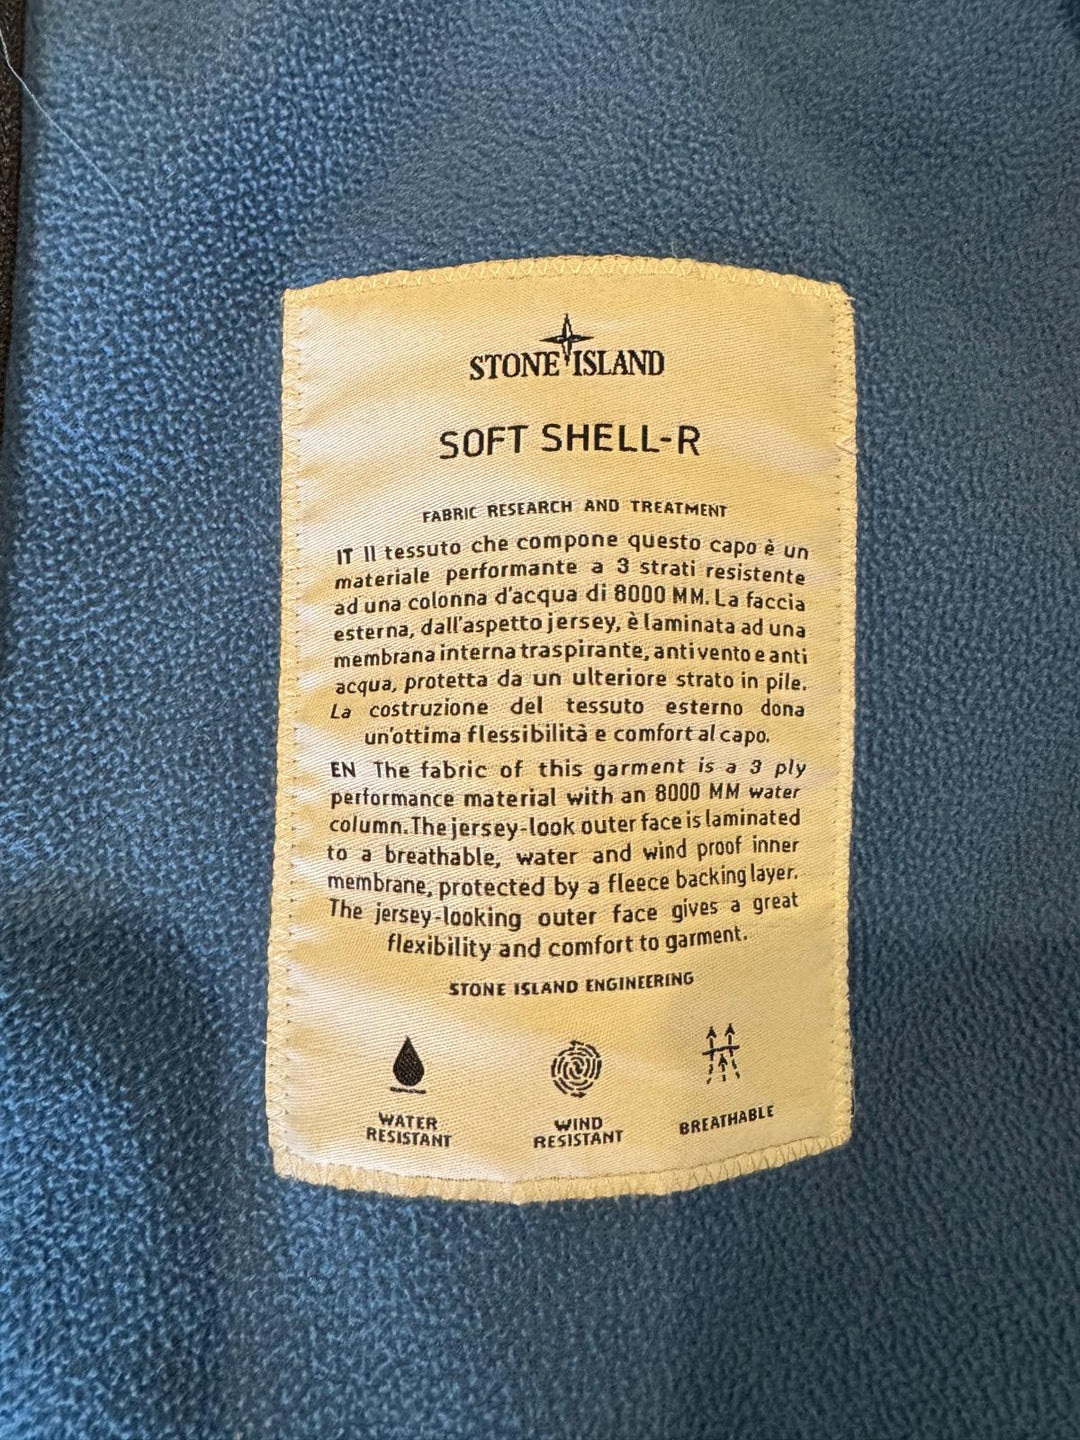 STONE ISLAND
SOFT SHELL-R
FABRIC RESEARCH AND TREATMENT
IT Il tessuto che compone questo capo è un
materiale performante a 3 strati resistente
ad una colonna d'acqua di 8000 MM. La faccia
esterna, dall'aspetto jersey, è laminata ad una
membrana interna traspirante, antivento e anti
acqua, protetta da un ulteriore strato in pile.
La costruzione del tessuto esterno dona
un'ottima flessibilità e comfort al capo.
EN The fabric of this garment is a 3 ply
performance material with an 8000 MM water
column. The jersey-look outer face is laminated
to a breathable, water and wind proof inner
membrane, protected by a fleece backing layer.
The jersey-looking outer face gives a great
flexibility and comfort to garment.
STONE ISLAND ENGINEERING
WATER
RESISTANT
WIND
RESISTANT
BREATHABLE